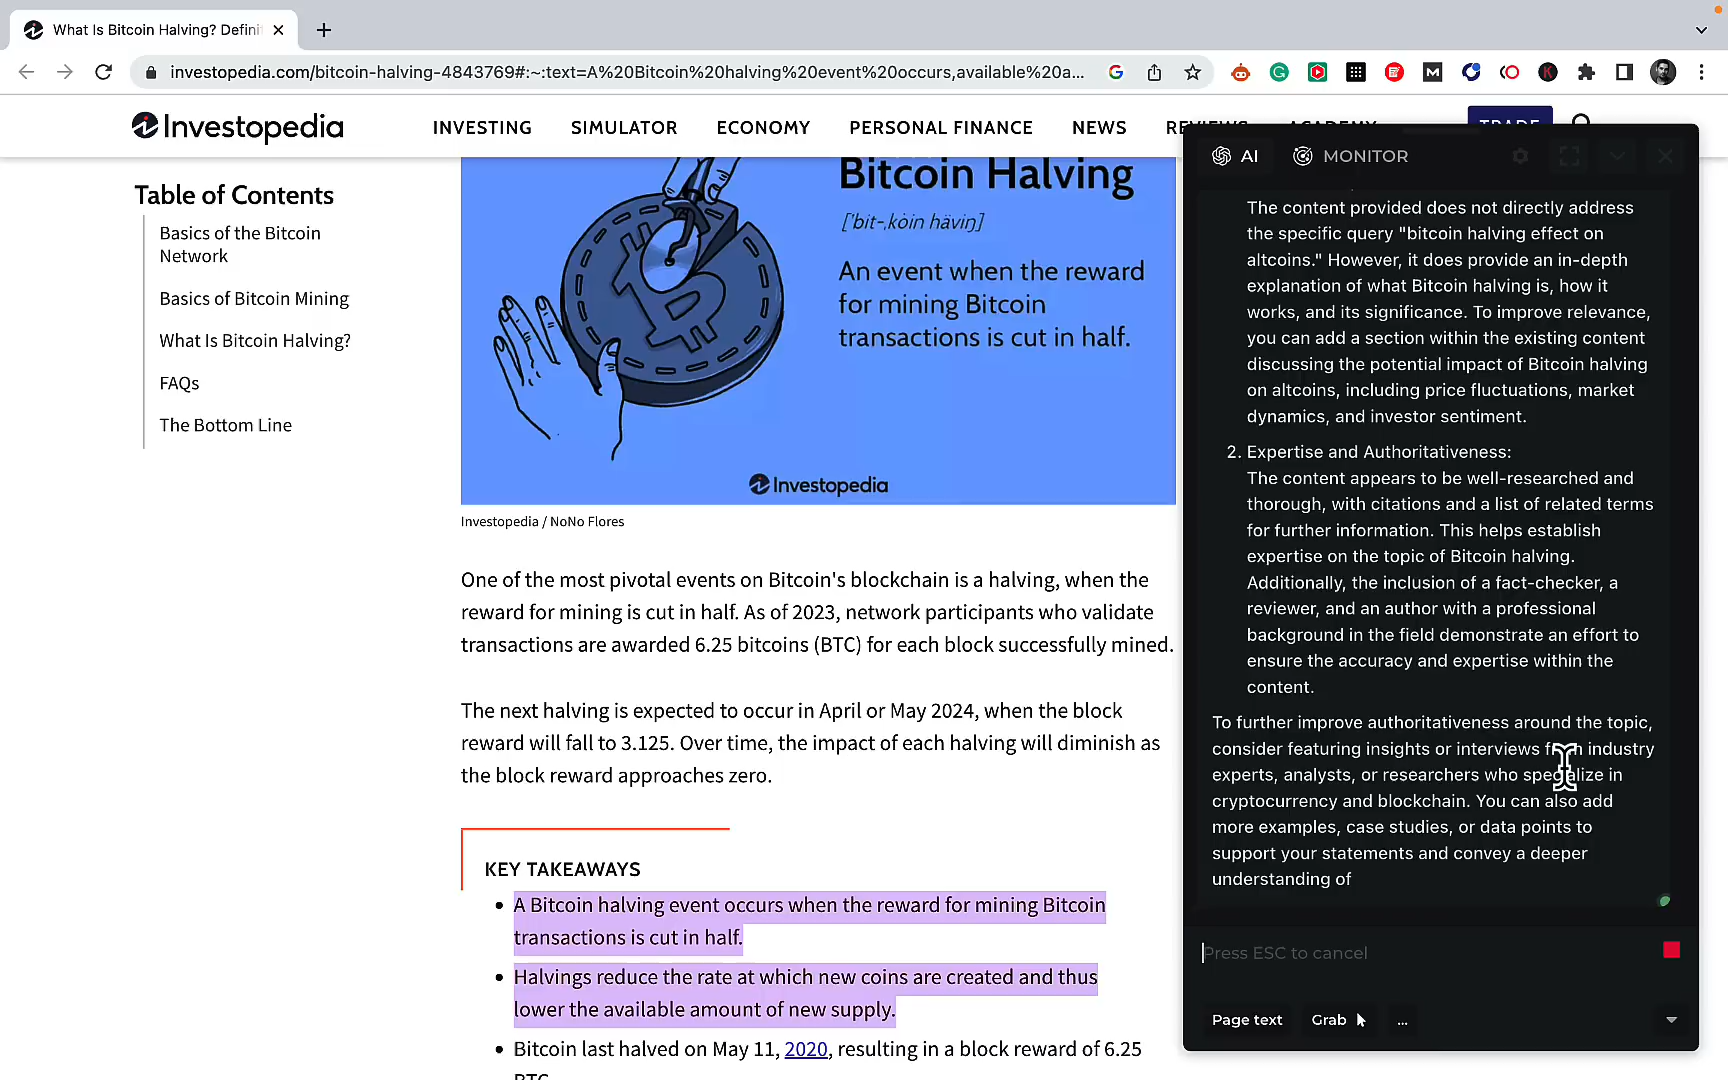 What Is Bitcoin Halving? Defini
investopedia.com/bitcoin-halving-4843769#:~:text=A%20Bitcoin%20halving%20event%20occurs,available%20a...
Investopedia
INVESTING
SIMULATOR
ECONOMY
PERSONAL FINANCE
NEWS
REVIEWS
ACADEMY
TRADE
Table of Contents
Basics of the Bitcoin
Network
Basics of Bitcoin Mining
What Is Bitcoin Halving?
FAQs
The Bottom Line
Bitcoin Halving
['bit-ˌkȯin hăviŋ]
An event when the reward
for mining Bitcoin
transactions is cut in half.
Investopedia
Investopedia / NoNo Flores
One of the most pivotal events on Bitcoin's blockchain is a halving, when the
reward for mining is cut in half. As of 2023, network participants who validate
transactions are awarded 6.25 bitcoins (BTC) for each block successfully mined.
The next halving is expected to occur in April or May 2024, when the block
reward will fall to 3.125. Over time, the impact of each halving will diminish as
the block reward approaches zero.
KEY TAKEAWAYS
• A Bitcoin halving event occurs when the reward for mining Bitcoin
transactions is cut in half.
• Halvings reduce the rate at which new coins are created and thus
lower the available amount of new supply.
• Bitcoin last halved on May 11, 2020, resulting in a block reward of 6.25
BTC.
AI
MONITOR
The content provided does not directly address
the specific query "bitcoin halving effect on
altcoins." However, it does provide an in-depth
explanation of what Bitcoin halving is, how it
works, and its significance. To improve relevance,
you can add a section within the existing content
discussing the potential impact of Bitcoin halving
on altcoins, including price fluctuations, market
dynamics, and investor sentiment.
2. Expertise and Authoritativeness:
The content appears to be well-researched and
thorough, with citations and a list of related terms
for further information. This helps establish
expertise on the topic of Bitcoin halving.
Additionally, the inclusion of a fact-checker, a
reviewer, and an author with a professional
background in the field demonstrate an effort to
ensure the accuracy and expertise within the
content.
To further improve authoritativeness around the topic,
consider featuring insights or interviews from industry
experts, analysts, or researchers who specialize in
cryptocurrency and blockchain. You can also add
more examples, case studies, or data points to
support your statements and convey a deeper
understanding of
Press ESC to cancel
Page text
Grab
...